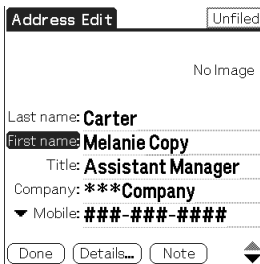 Address Edit Unfiled
No Image
Last name: Carter
First name: Melanie Copy
Title: Assistant Manager
Company: ***Company
Mobile: ###-###-####
Done Details... Note